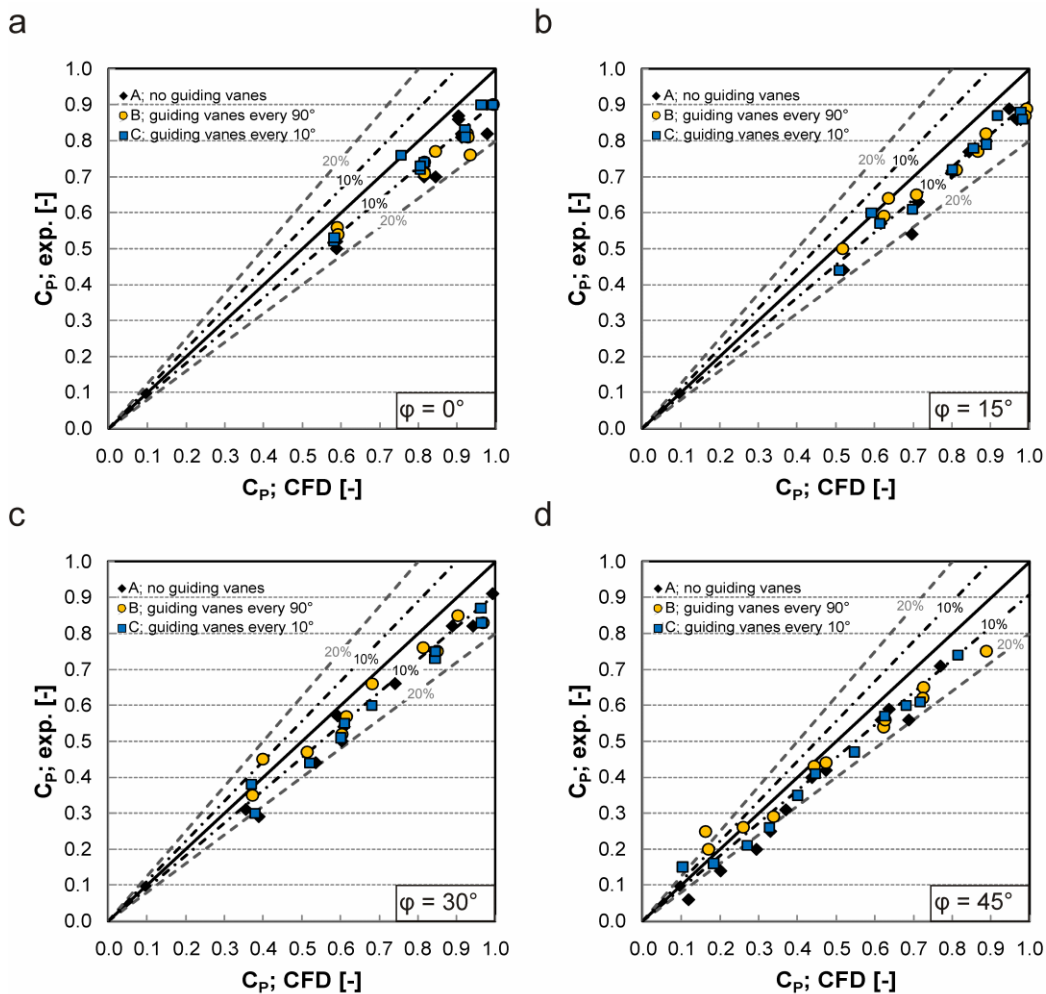 a
1.0
0.9
0.8
0.7
0.6
0.5
0.4
0.3
0.2
0.1
0.0
C_P; exp. [-]
A; no guiding vanes
B; guiding vanes every 90°
C; guiding vanes every 10°
20%
10%
10%
20%
φ = 0°
0.0 0.1 0.2 0.3 0.4 0.5 0.6 0.7 0.8 0.9 1.0
C_P; CFD [-]
b
1.0
0.9
0.8
0.7
0.6
0.5
0.4
0.3
0.2
0.1
0.0
C_P; exp. [-]
A; no guiding vanes
B; guiding vanes every 90°
C; guiding vanes every 10°
20%
10%
10%
20%
φ = 15°
0.0 0.1 0.2 0.3 0.4 0.5 0.6 0.7 0.8 0.9 1.0
C_P; CFD [-]
c
1.0
0.9
0.8
0.7
0.6
0.5
0.4
0.3
0.2
0.1
0.0
C_P; exp. [-]
A; no guiding vanes
B; guiding vanes every 90°
C; guiding vanes every 10°
20%
10%
10%
20%
φ = 30°
0.0 0.1 0.2 0.3 0.4 0.5 0.6 0.7 0.8 0.9 1.0
C_P; CFD [-]
d
1.0
0.9
0.8
0.7
0.6
0.5
0.4
0.3
0.2
0.1
0.0
C_P; exp. [-]
A; no guiding vanes
B; guiding vanes every 90°
C; guiding vanes every 10°
20%
10%
10%
20%
φ = 45°
0.0 0.1 0.2 0.3 0.4 0.5 0.6 0.7 0.8 0.9 1.0
C_P; CFD [-]